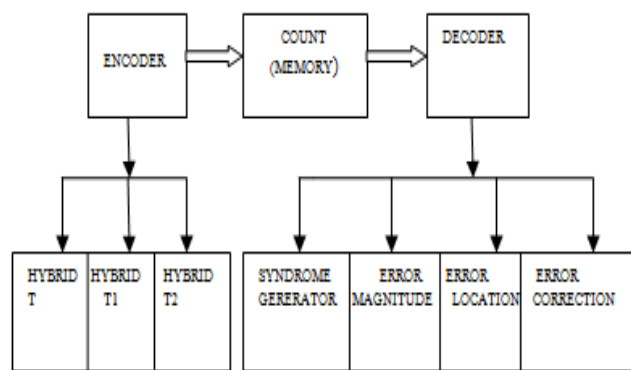 ENCODER
COUNT
(MEMORY)
DECODER
HYBRID
T
HYBRID
T1
HYBRID
T2
SYNDROME
GERERATOR
ERROR
MAGNITUDE
ERROR
LOCATION
ERROR
CORRECTION